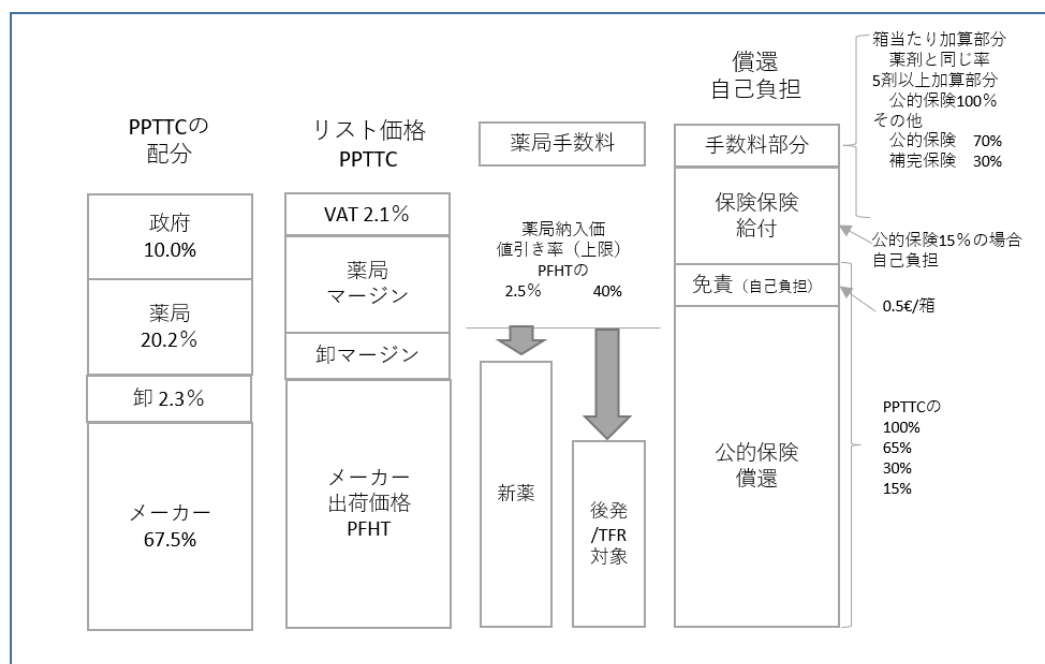 PPTTCの
配分
政府
10.0%
薬局
20.2%
卸 2.3%
メーカー
67.5%
リスト価格
PPTTC
VAT 2.1%
薬局
マージン
卸マージン
メーカー
出荷価格
PFHT
薬局手数料
薬局納入価
値引き率（上限）
PFHTの
2.5% 40%
新薬
後発
/TFR
対象
償還
自己負担
手数料部分
保険保険
給付
免責（自己負担）
公的保険
償還
箱当たり加算部分
薬剤と同じ率
5剤以上加算部分
公的保険100%
その他
公的保険 70%
補完保険 30%
公的保険15%の場合
自己負担
0.5€/箱
PPTTCの
100%
65%
30%
15%